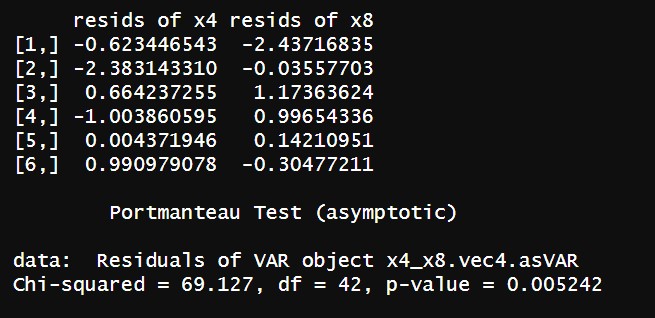 resids of x4 resids of x8
[1,] -0.623446543 -2.43716835
[2,] -2.383143310 -0.03557703
[3,] 0.664237255 1.17363624
[4,] -1.003860595 0.99654336
[5,] 0.004371946 0.14210951
[6,] 0.990979078 -0.30477211
Portmanteau Test (asymptotic)
data: Residuals of VAR object x4_x8.vec4.asVAR
Chi-squared = 69.127, df = 42, p-value = 0.005242